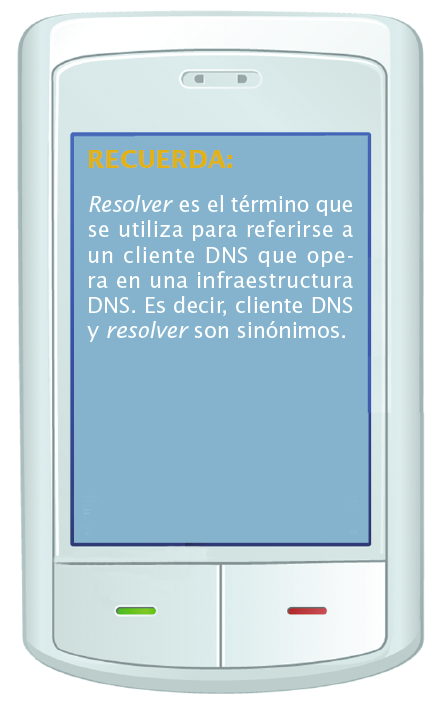 RECUERDA:
Resolver es el término que
se utiliza para referirse a
un cliente DNS que ope-
ra en una infraestructura
DNS. Es decir, cliente DNS
y resolver son sinónimos.